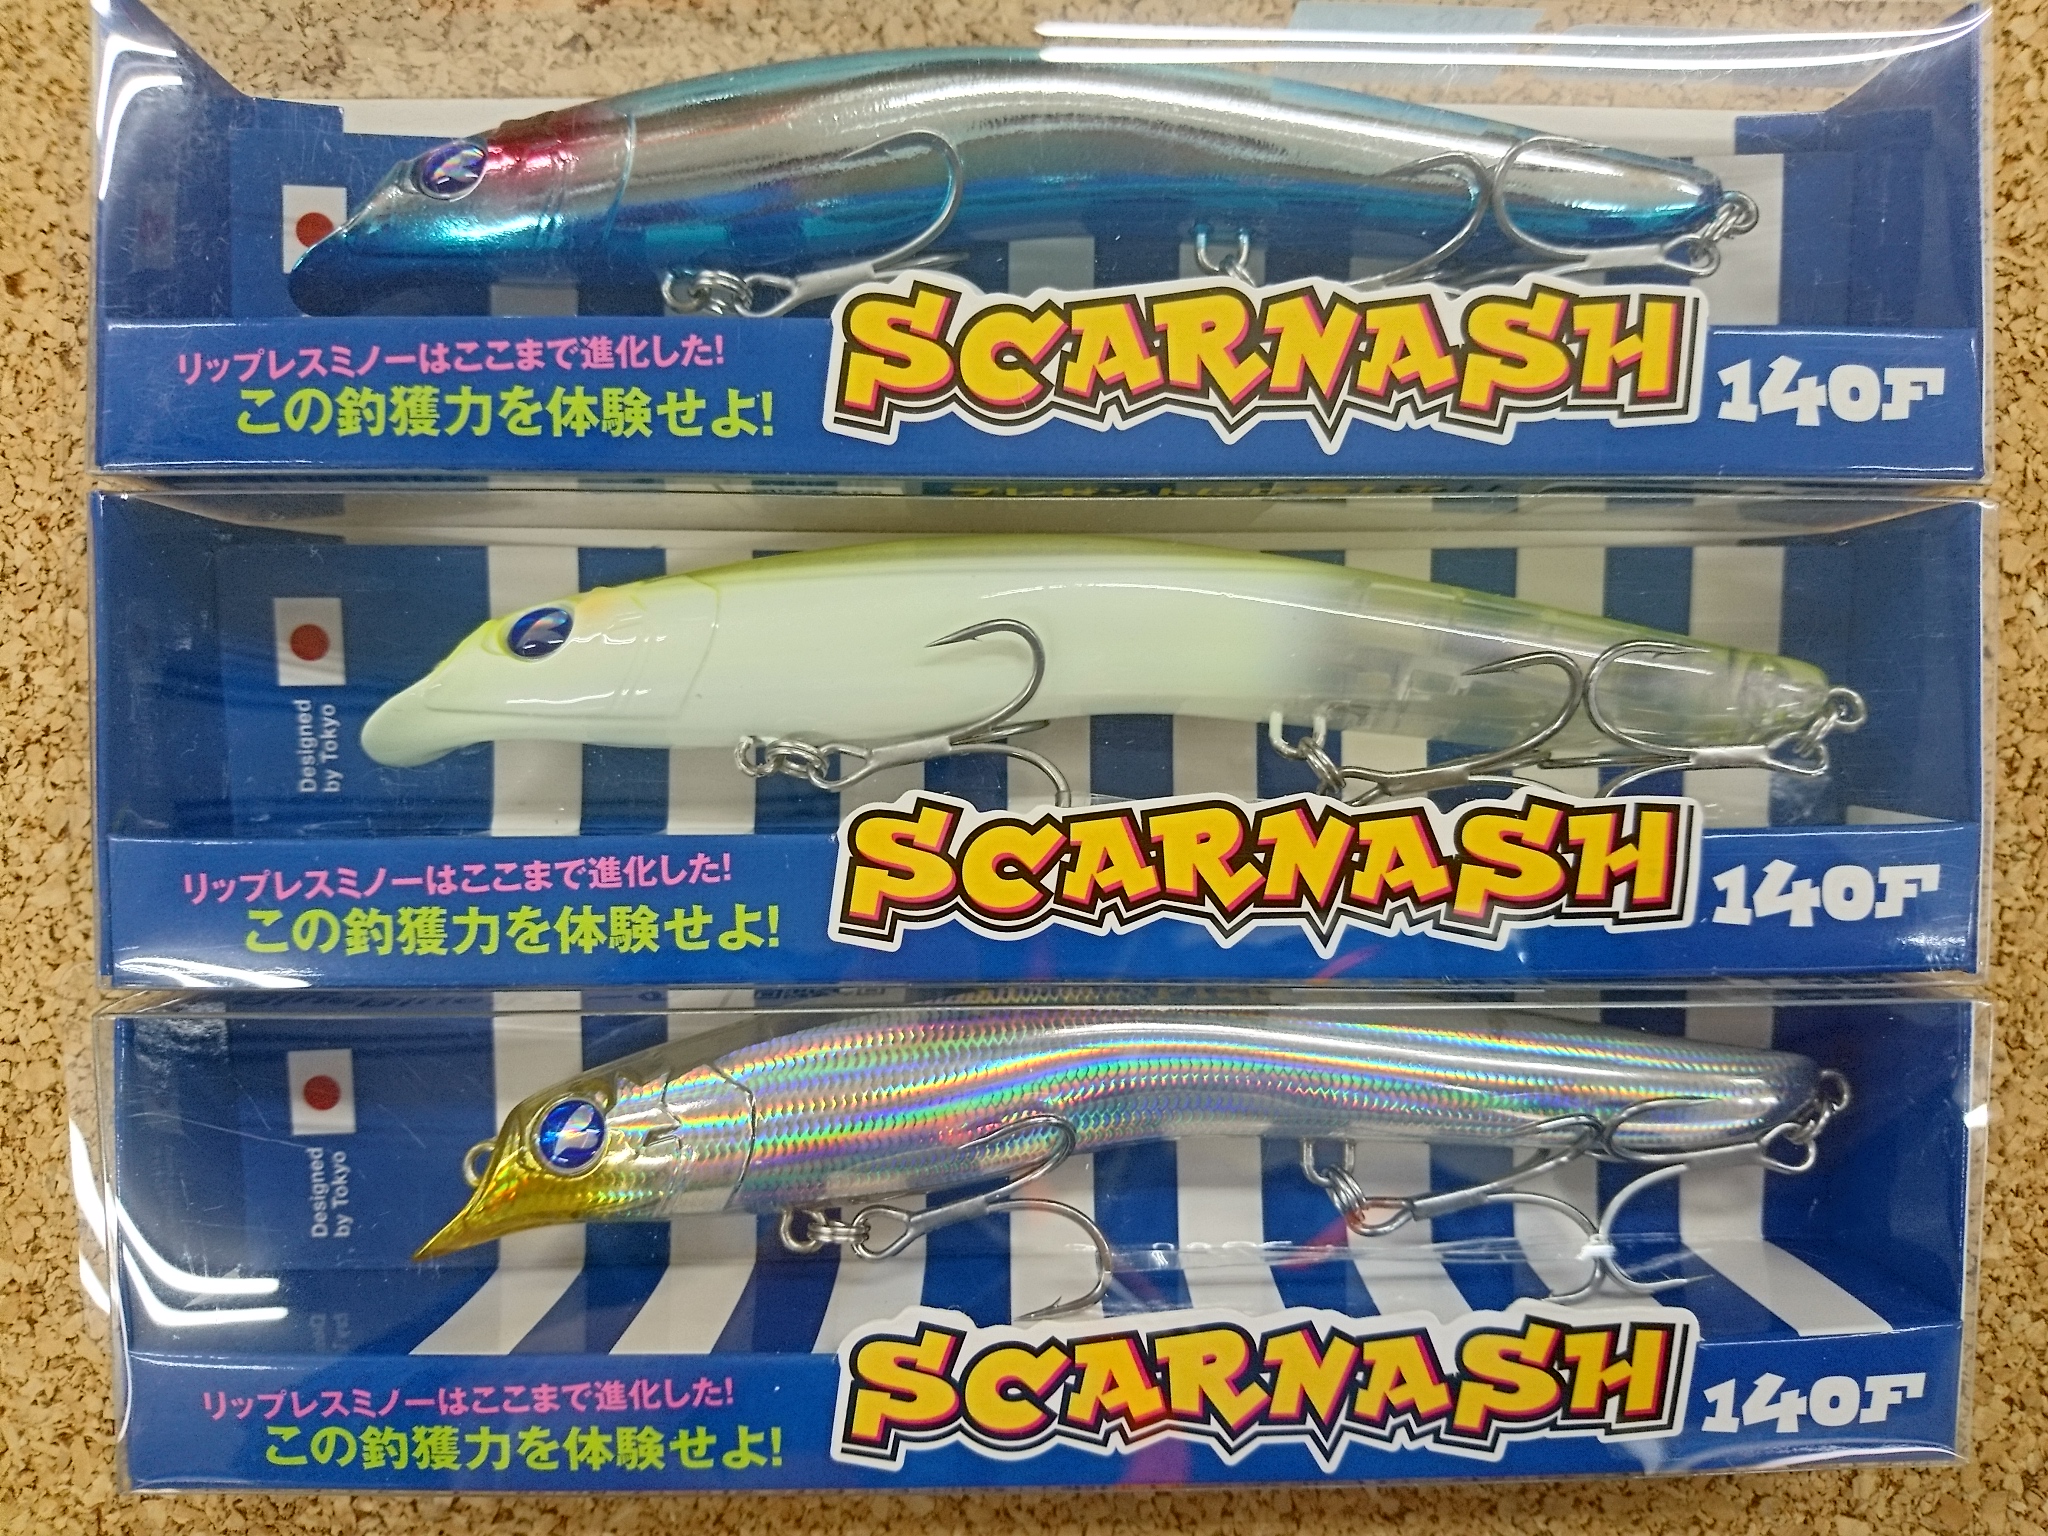 リップレスミノーはここまで進化した!
この釣獲力を体験せよ!
SCARNASH
140F
Designed
by Tokyo
リップレスミノーはここまで進化した!
この釣獲力を体験せよ!
SCARNASH
140F
Designed
by Tokyo
リップレスミノーはここまで進化した!
この釣獲力を体験せよ!
SCARNASH
140F